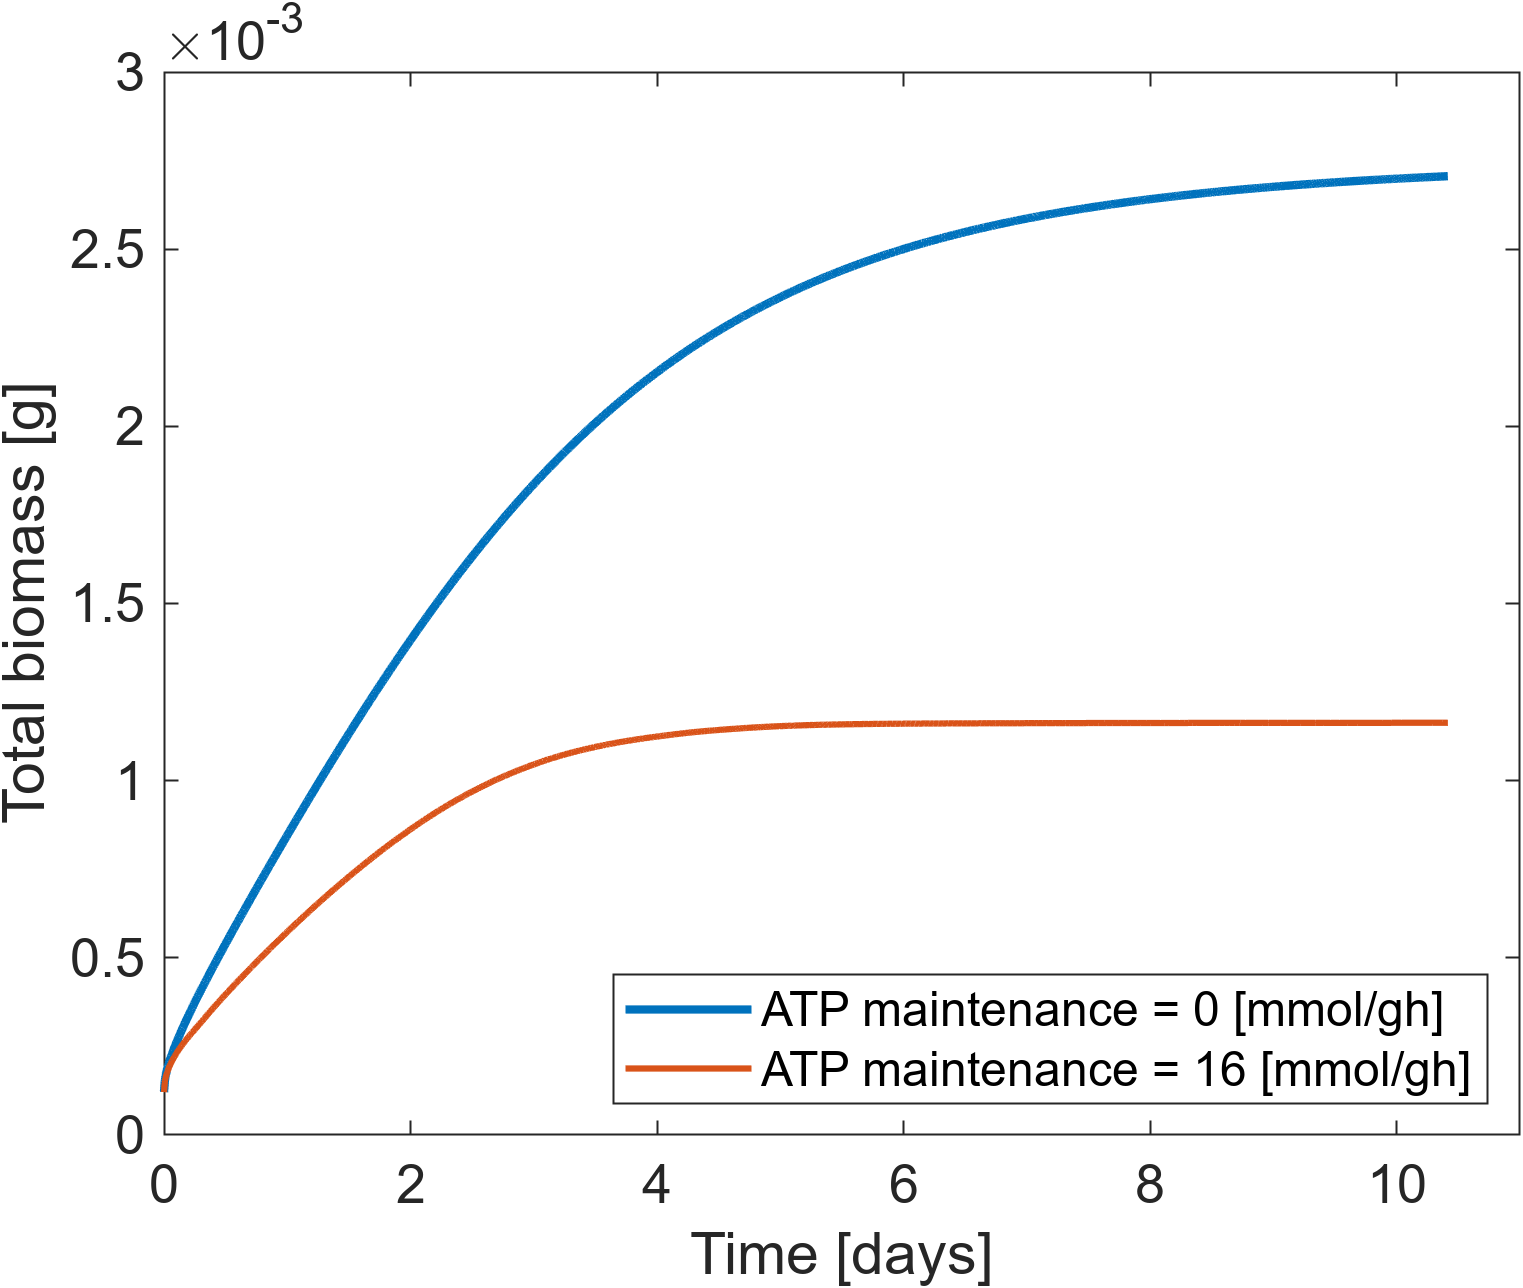 ×10-3
3
2.5
2
1.5
1
0.5
0
Total biomass [g]
ATP maintenance = 0 [mmol/gh]
ATP maintenance = 16 [mmol/gh]
0 2 4 6 8 10
Time [days]